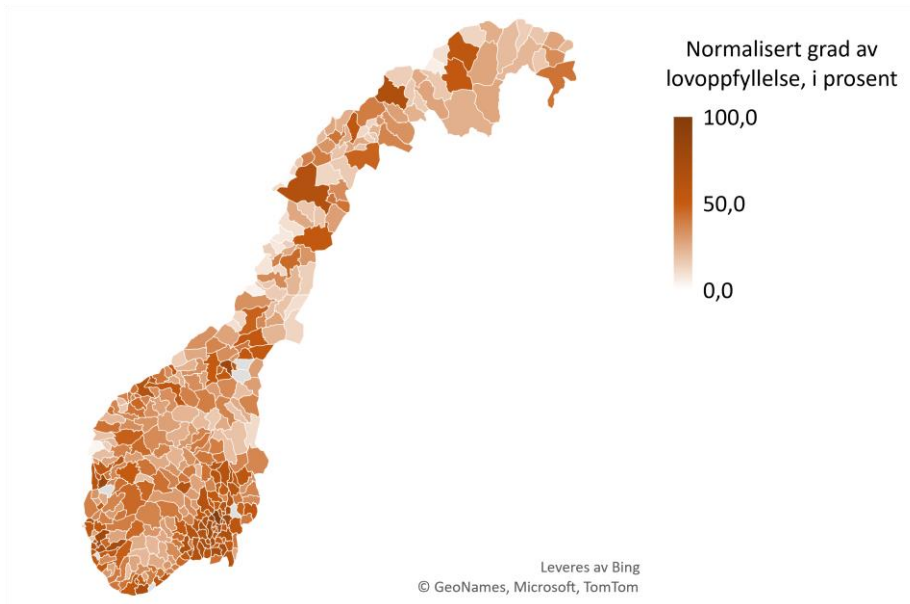 Normalisert grad av
lovoppfyllelse, i prosent
100,0
50,0
0,0
Leveres av Bing
© GeoNames, Microsoft, TomTom